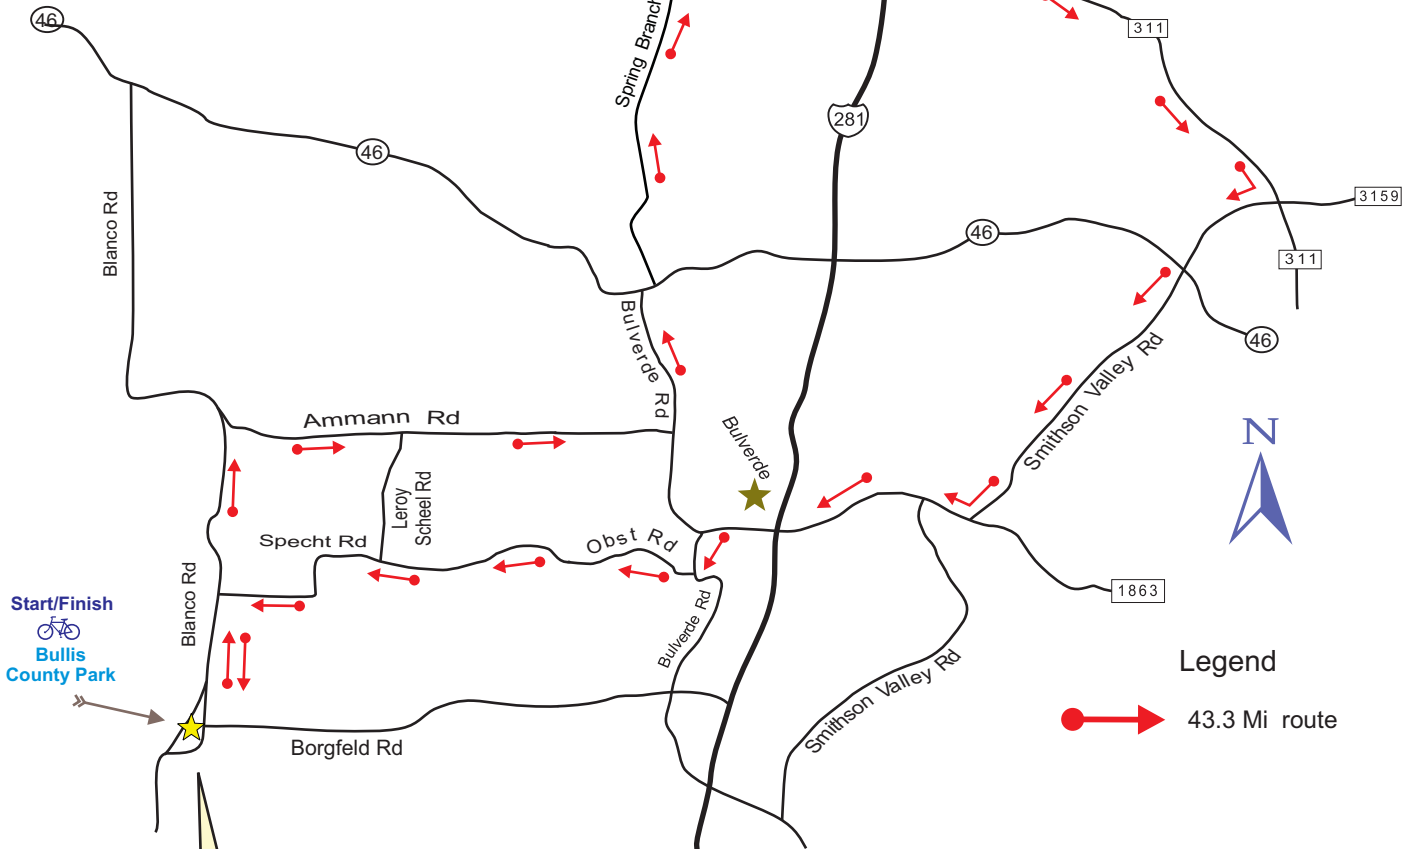 46
311
Spring Branch
281
46
Blanco Rd
3159
46
311
Bulverde Rd
46
Smithson Valley Rd
Ammann Rd
Bulverde
N
Leroy
Scheel Rd
Specht Rd
Obst Rd
Blanco Rd
Start/Finish
Bullis
County Park
Bulverde Rd
1863
Smithson Valley Rd
Legend
43.3 Mi route
Borgfeld Rd